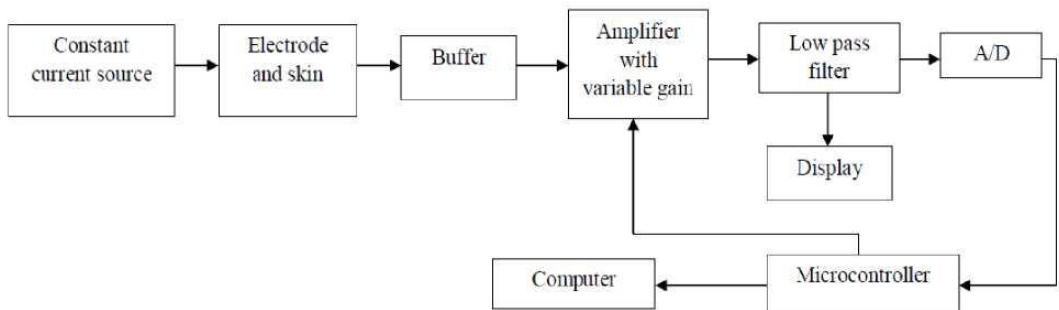 Constant
current source
Electrode
and skin
Buffer
Amplifier
with
variable gain
Low pass
filter
A/D
Display
Computer
Microcontroller